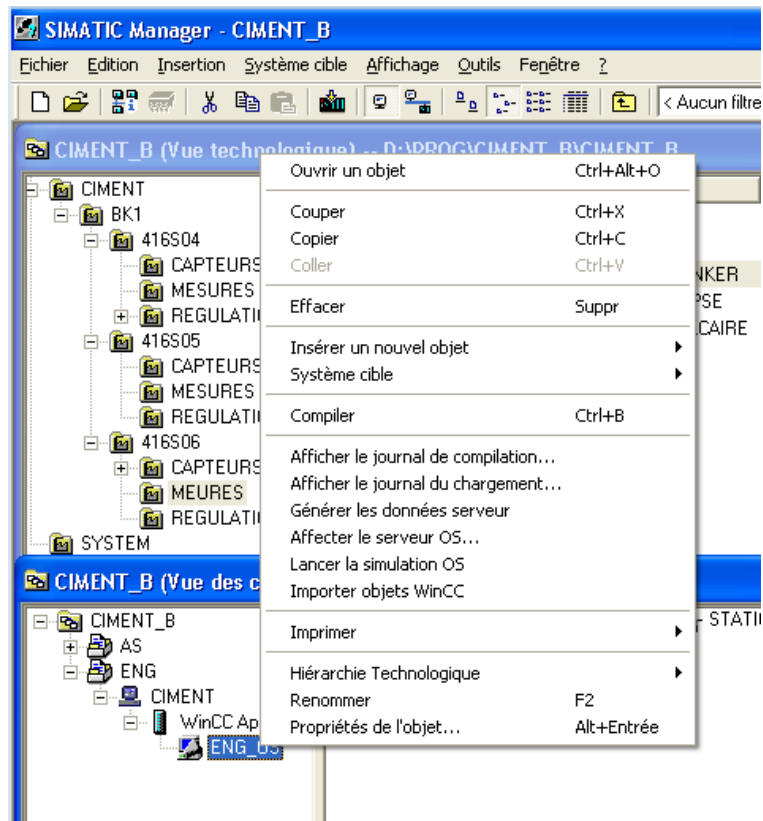 SIMATIC Manager - CIMENT_B
Fichier Edition Insertion Système cible Affichage Outils Fenêtre ?
< Aucun filtre
CIMENT_B (Vue technologique) -- D:\PROG\CIMENT_B\CIMENT_B
CIMENT
BK1
416S04
CAPTEURS
MESURES
REGULATI
416S05
CAPTEURS
MESURES
REGULATI
416S06
CAPTEURS
MEURES
REGULATI
SYSTEM
NKER
PSE
CAIRE
Ouvrir un objet Ctrl+Alt+O
Couper Ctrl+X
Copier Ctrl+C
Coller Ctrl+V
Effacer Suppr
Insérer un nouvel objet
Système cible
Compiler Ctrl+B
Afficher le journal de compilation...
Afficher le journal du chargement...
Générer les données serveur
Affecter le serveur OS...
Lancer la simulation OS
Importer objets WinCC
Imprimer
Hiérarchie Technologique
Renommer F2
Propriétés de l'objet... Alt+Entrée
CIMENT_B (Vue des c
CIMENT_B
AS
ENG
CIMENT
WinCC Ap
ENG_OS
STATI